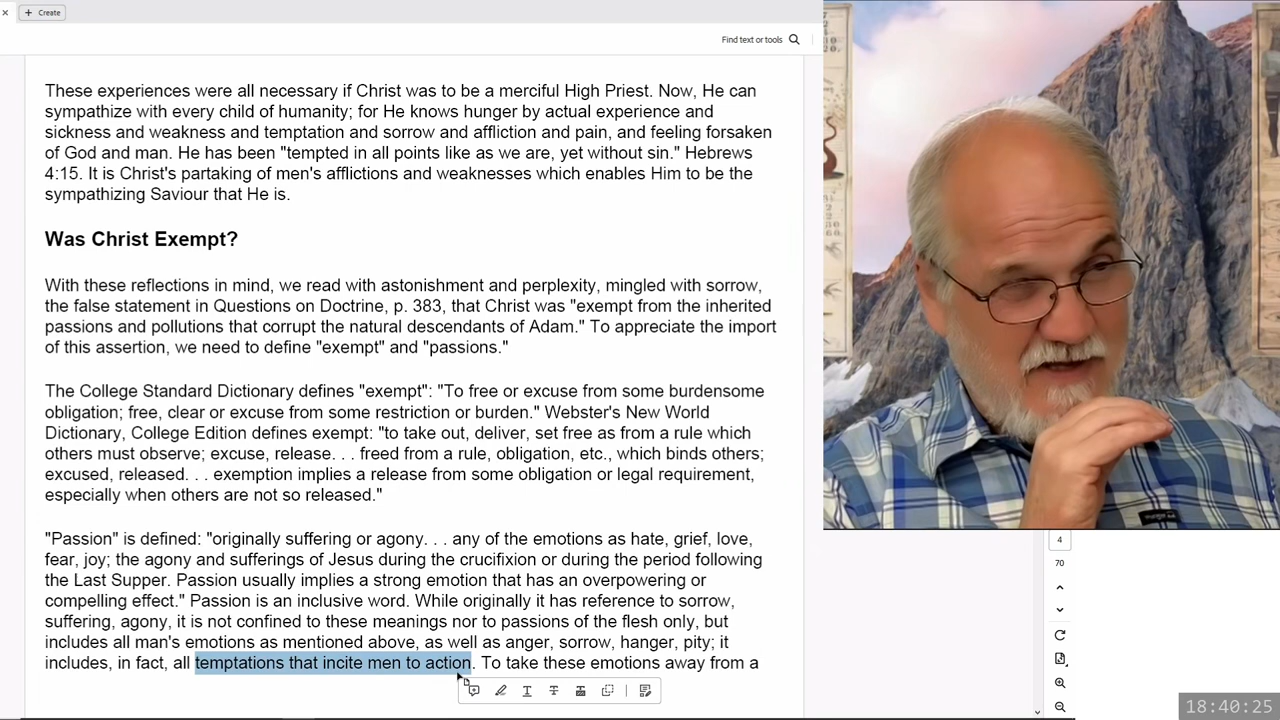 Create
Find text or tools
These experiences were all necessary if Christ was to be a merciful High Priest. Now, He can
sympathize with every child of humanity; for He knows hunger by actual experience and
sickness and weakness and temptation and sorrow and affliction and pain, and feeling forsaken
of God and man. He has been "tempted in all points like as we are, yet without sin." Hebrews
4:15. It is Christ's partaking of men's afflictions and weaknesses which enables Him to be the
sympathizing Saviour that He is.
Was Christ Exempt?
With these reflections in mind, we read with astonishment and perplexity, mingled with sorrow,
the false statement in Questions on Doctrine, p. 383, that Christ was "exempt from the inherited
passions and pollutions that corrupt the natural descendants of Adam." To appreciate the import
of this assertion, we need to define "exempt" and "passions."
The College Standard Dictionary defines "exempt": "To free or excuse from some burdensome
obligation; free, clear or excuse from some restriction or burden." Webster's New World
Dictionary, College Edition defines exempt: "to take out, deliver, set free as from a rule which
others must observe; excuse, release. . . freed from a rule, obligation, etc., which binds others;
excused, released. . . exemption implies a release from some obligation or legal requirement,
especially when others are not so released."
"Passion" is defined: "originally suffering or agony. . . any of the emotions as hate, grief, love,
fear, joy; the agony and sufferings of Jesus during the crucifixion or during the period following
the Last Supper. Passion usually implies a strong emotion that has an overpowering or
compelling effect." Passion is an inclusive word. While originally it has reference to sorrow,
suffering, agony, it is not confined to these meanings nor to passions of the flesh only, but
includes all man's emotions as mentioned above, as well as anger, sorrow, hanger, pity; it
includes, in fact, all temptations that incite men to action. To take these emotions away from a
4
70
18:40:25